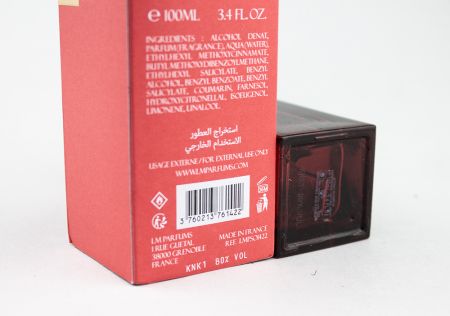 ℮ 100ML 3.4 FL.OZ.
INGREDIENTS : ALCOHOL DENAT,
PARFUM(FRAGRANCE), AQUA(WATER),
ETHYLHEXYL METHOXYCINNAMATE,
BUTYL METHOXYDIBENZOYLMETHANE,
ETHYLHEXYL SALICYLATE, BENZYL
ALCOHOL, BENZYL BENZOATE, BENZYL
SALICYLATE, COUMARIN, FARNESOL,
HYDROXYCITRONELLAL, ISOEUGENOL,
LIMONENE, LINALOOL.
استخراج العطور
الاستخدام الخارجي
USAGE EXTERNE/FOR EXTERNAL USE ONLY
WWW.LMPARFUMS.COM
3 760213 761422
LM PARFUMS
1 RUE GUETAL
38000 GRENOBLE
FRANCE
MADE IN FRANCE
REF. LMPSOH22
KNK1 BOX VOL